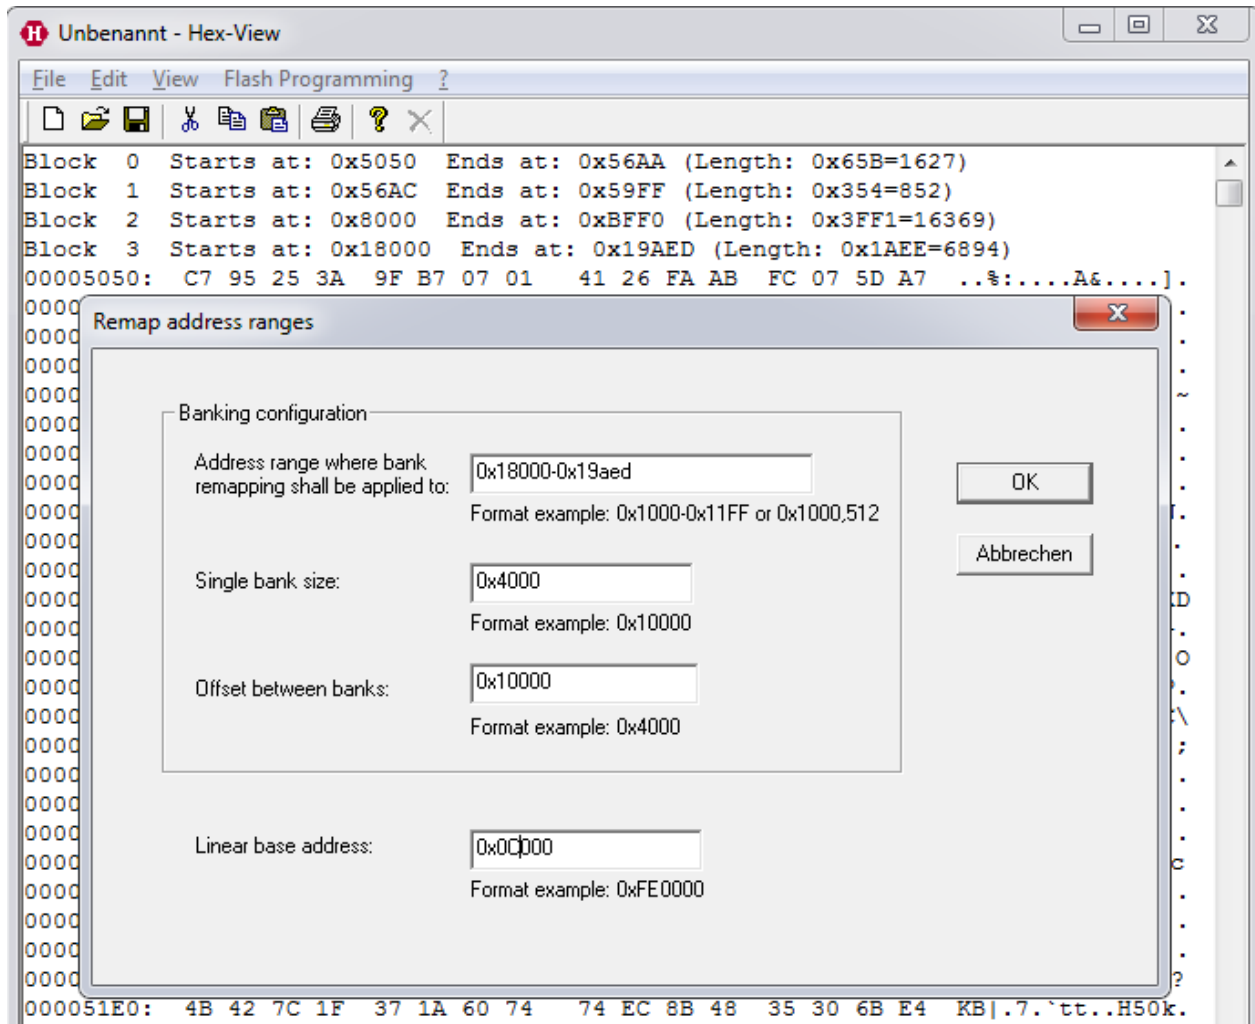 Unbenannt - Hex-View
File Edit View Flash Programming ?
Block 0 Starts at: 0x5050 Ends at: 0x56AA (Length: 0x65B=1627)
Block 1 Starts at: 0x56AC Ends at: 0x59FF (Length: 0x354=852)
Block 2 Starts at: 0x8000 Ends at: 0xBFF0 (Length: 0x3FF1=16369)
Block 3 Starts at: 0x18000 Ends at: 0x19AED (Length: 0x1AEE=6894)
00005050: C7 95 25 3A 9F B7 07 01 41 26 FA AB FC 07 5D A7 ..%:....A&....].
Remap address ranges
Banking configuration
Address range where bank
remapping shall be applied to:
0x18000-0x19aed
Format example: 0x1000-0x11FF or 0x1000,512
OK
Abbrechen
Single bank size:
0x4000
Format example: 0x10000
Offset between banks:
0x10000
Format example: 0x4000
Linear base address:
0x0C000
Format example: 0xFE0000
000051E0: 4B 42 7C 1F 37 1A 60 74 74 EC 8B 48 35 30 6B E4 KB|.7.`tt..H50k.